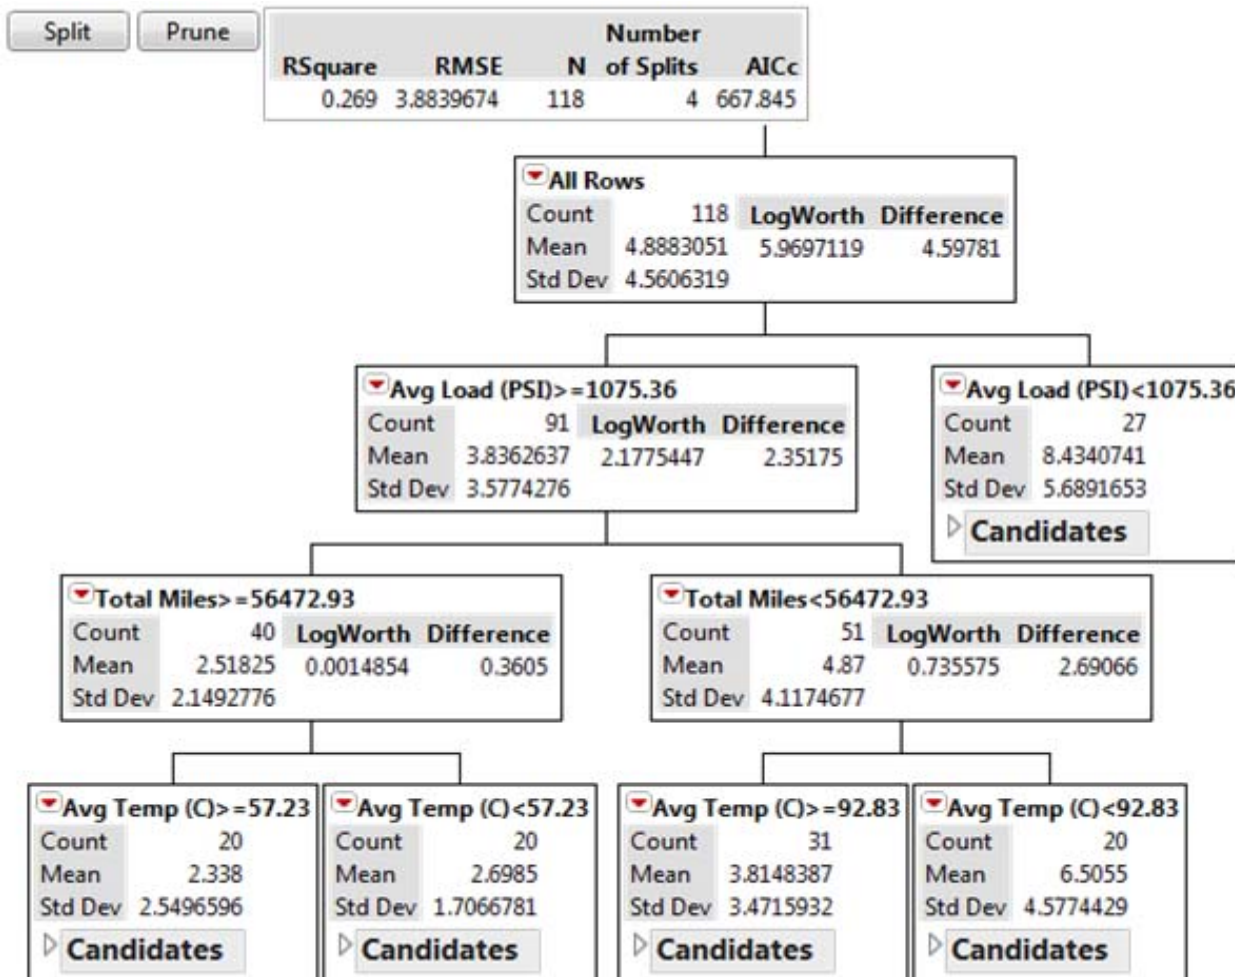 Split Prune
Number
RSquare RMSE N of Splits AICc
0.269 3.8839674 118 4 667.845
All Rows
Count 118 LogWorth Difference
Mean 4.8883051 5.9697119 4.59781
Std Dev 4.5606319
Avg Load (PSI)>=1075.36
Count 91 LogWorth Difference
Mean 3.8362637 2.1775447 2.35175
Std Dev 3.5774276
Avg Load (PSI)<1075.36
Count 27
Mean 8.4340741
Std Dev 5.6891653
Candidates
Total Miles>=56472.93
Count 40 LogWorth Difference
Mean 2.51825 0.0014854 0.3605
Std Dev 2.1492776
Total Miles<56472.93
Count 51 LogWorth Difference
Mean 4.87 0.735575 2.69066
Std Dev 4.1174677
Avg Temp (C)>=57.23
Count 20
Mean 2.338
Std Dev 2.5496596
Candidates
Avg Temp (C)<57.23
Count 20
Mean 2.6985
Std Dev 1.7066781
Candidates
Avg Temp (C)>=92.83
Count 31
Mean 3.8148387
Std Dev 3.4715932
Candidates
Avg Temp (C)<92.83
Count 20
Mean 6.5055
Std Dev 4.5774429
Candidates